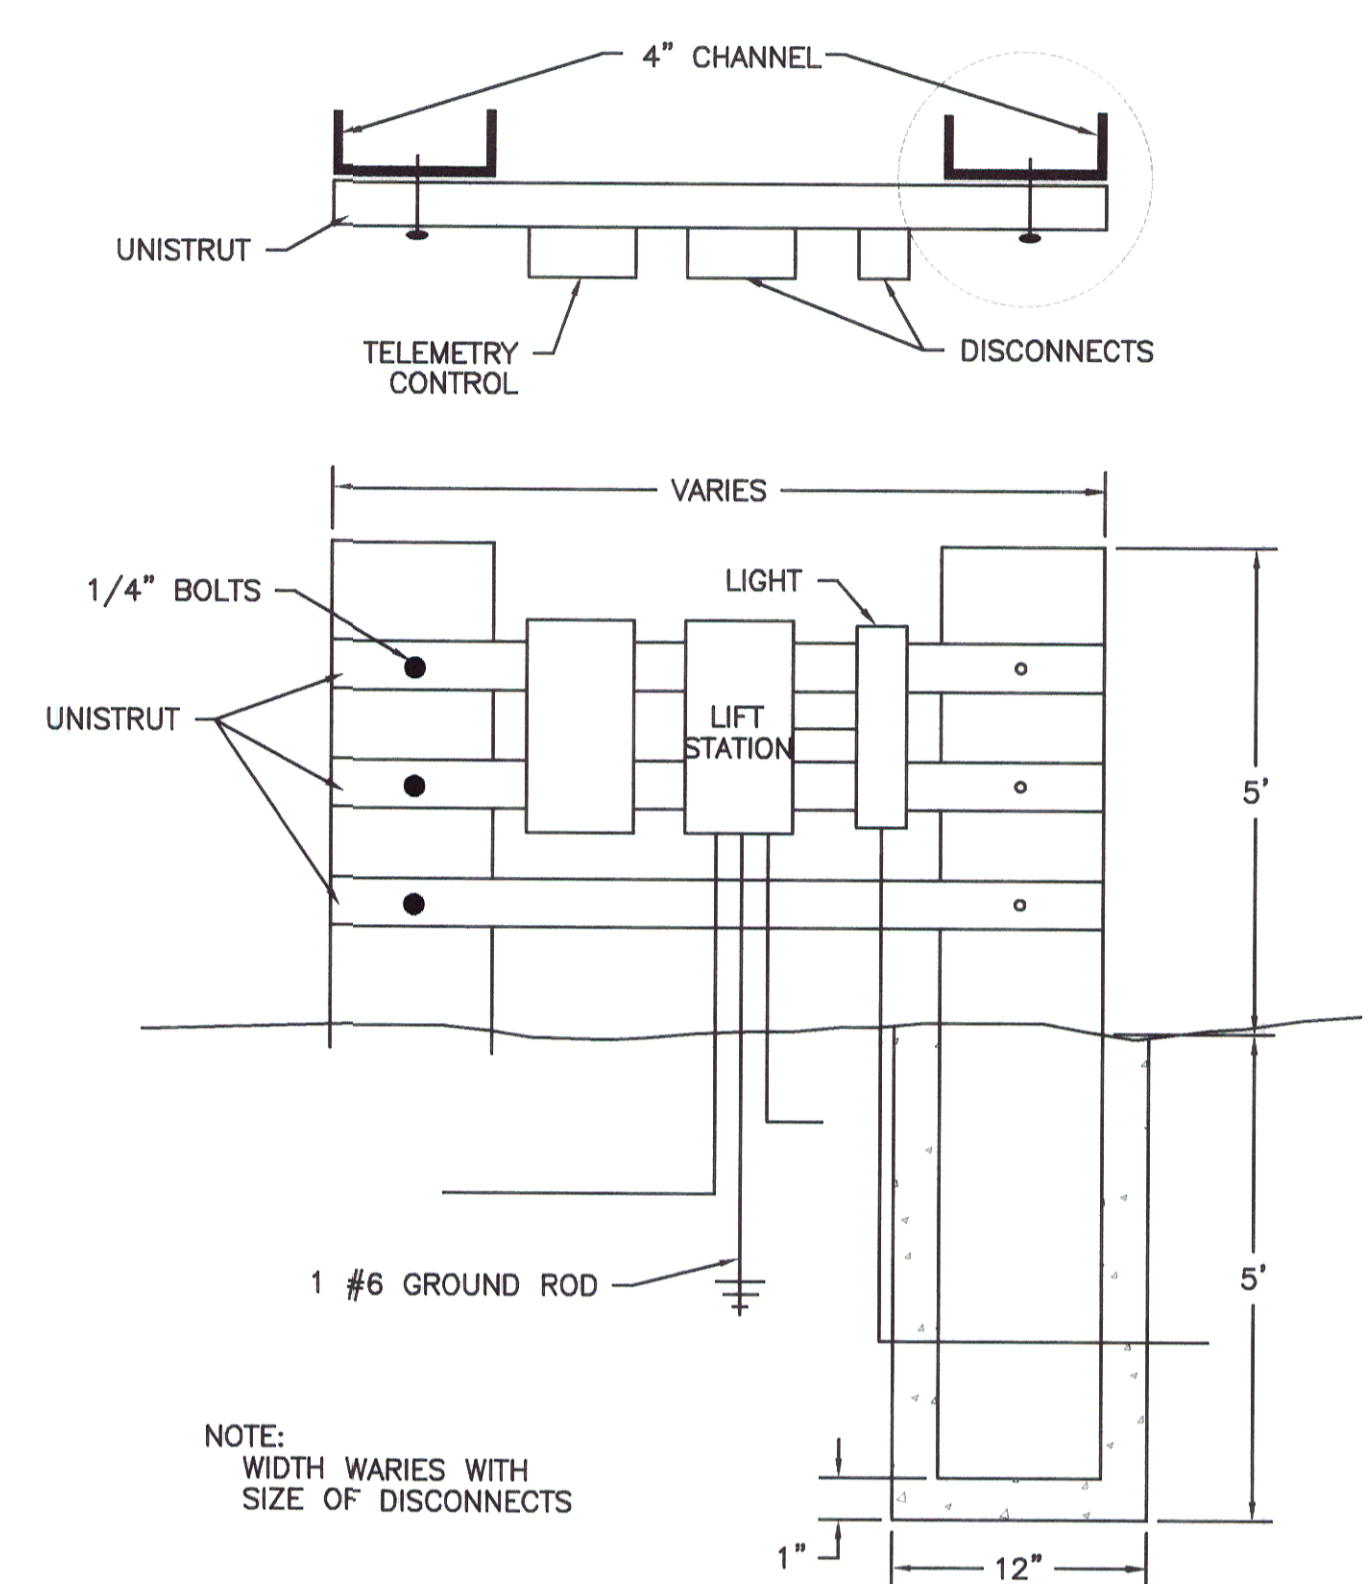 4" CHANNEL
UNISTRUT
TELEMETRY
CONTROL
DISCONNECTS
VARIES
1/4" BOLTS
LIGHT
UNISTRUT
LIFT
STATION
5'
1 #6 GROUND ROD
5'
NOTE:
WIDTH WARIES WITH
SIZE OF DISCONNECTS
1"
12"